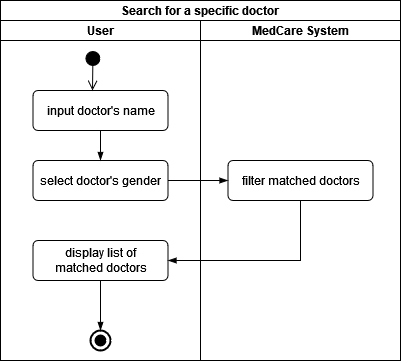 Search for a specific doctor
User
MedCare System
input doctor's name
select doctor's gender
filter matched doctors
display list of
matched doctors